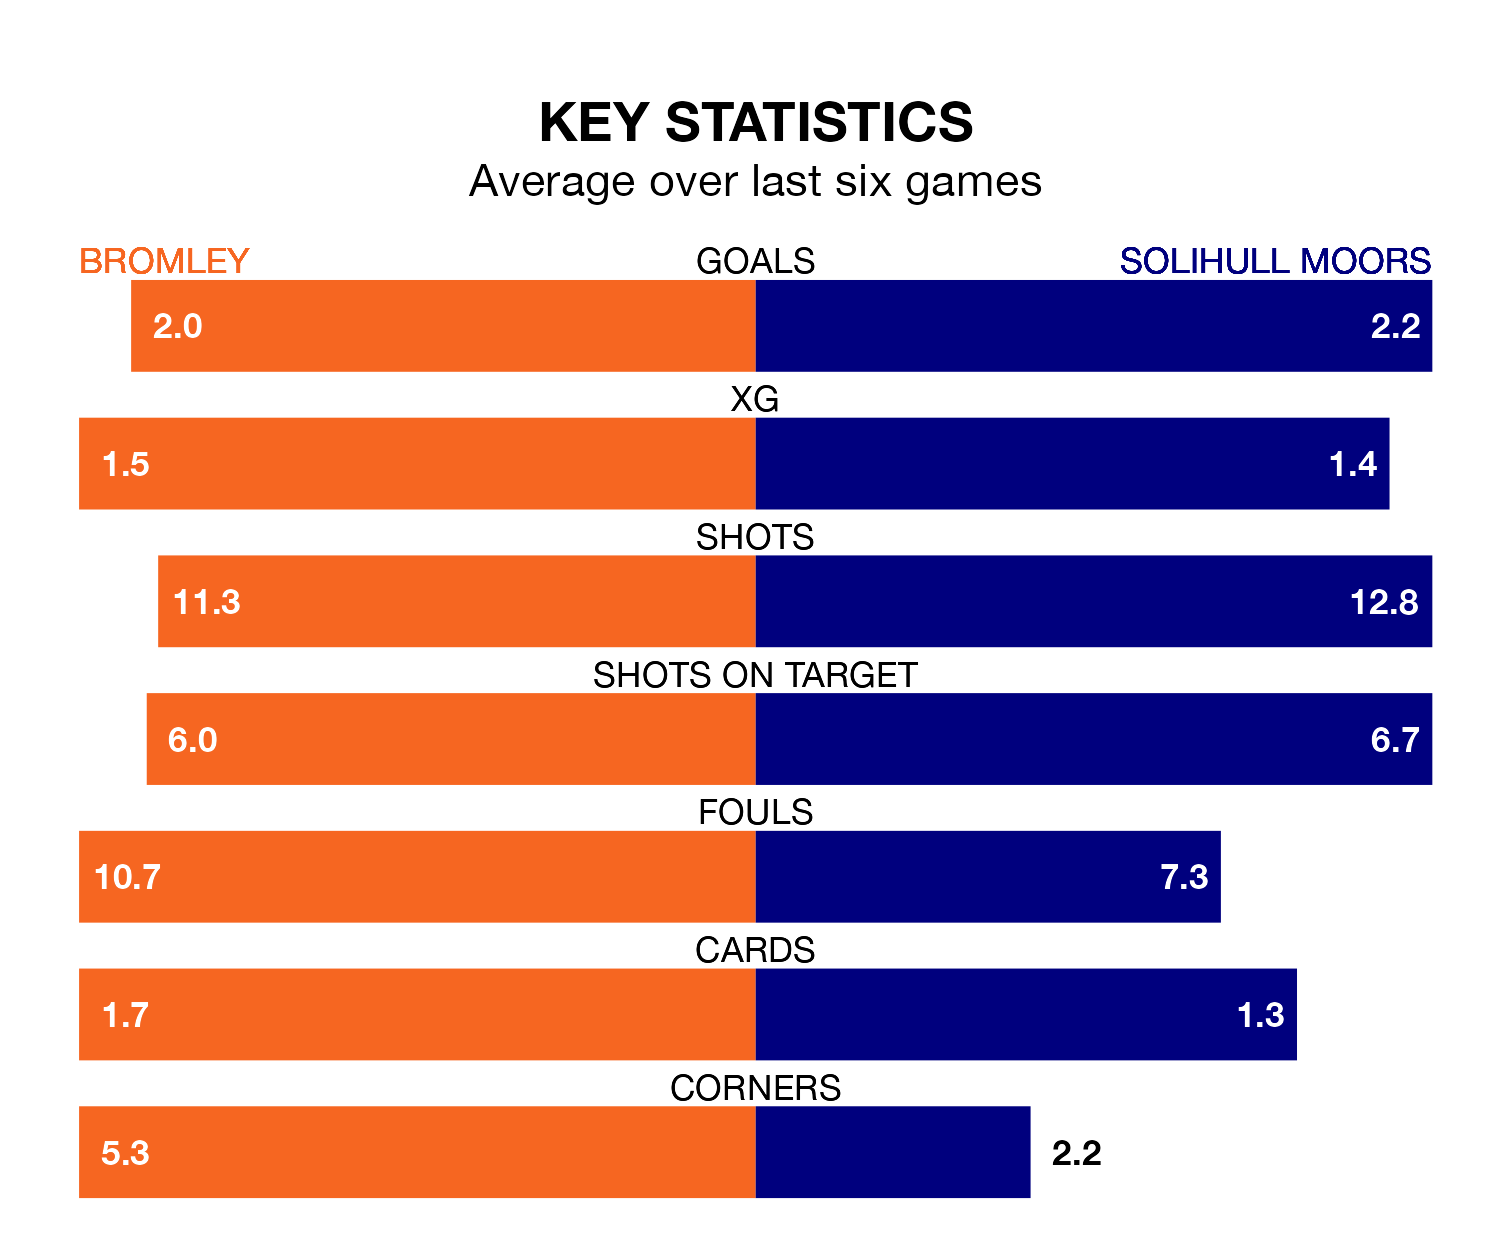 KEY STATISTICS
Average over last six games
BROMLEY GOALS SOLIHULL MOORS
2.0 2.2
XG
1.5 1.4
SHOTS
11.3 12.8
SHOTS ON TARGET
6.0 6.7
FOULS
10.7 7.3
CARDS
1.7 1.3
CORNERS
5.3 2.2